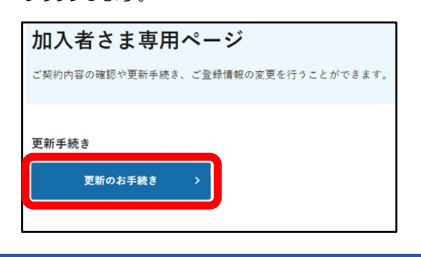 加入者さま専用ページ
ご契約内容の確認や更新手続き、ご登録情報の変更を行うことができます。
更新手続き
更新のお手続き >